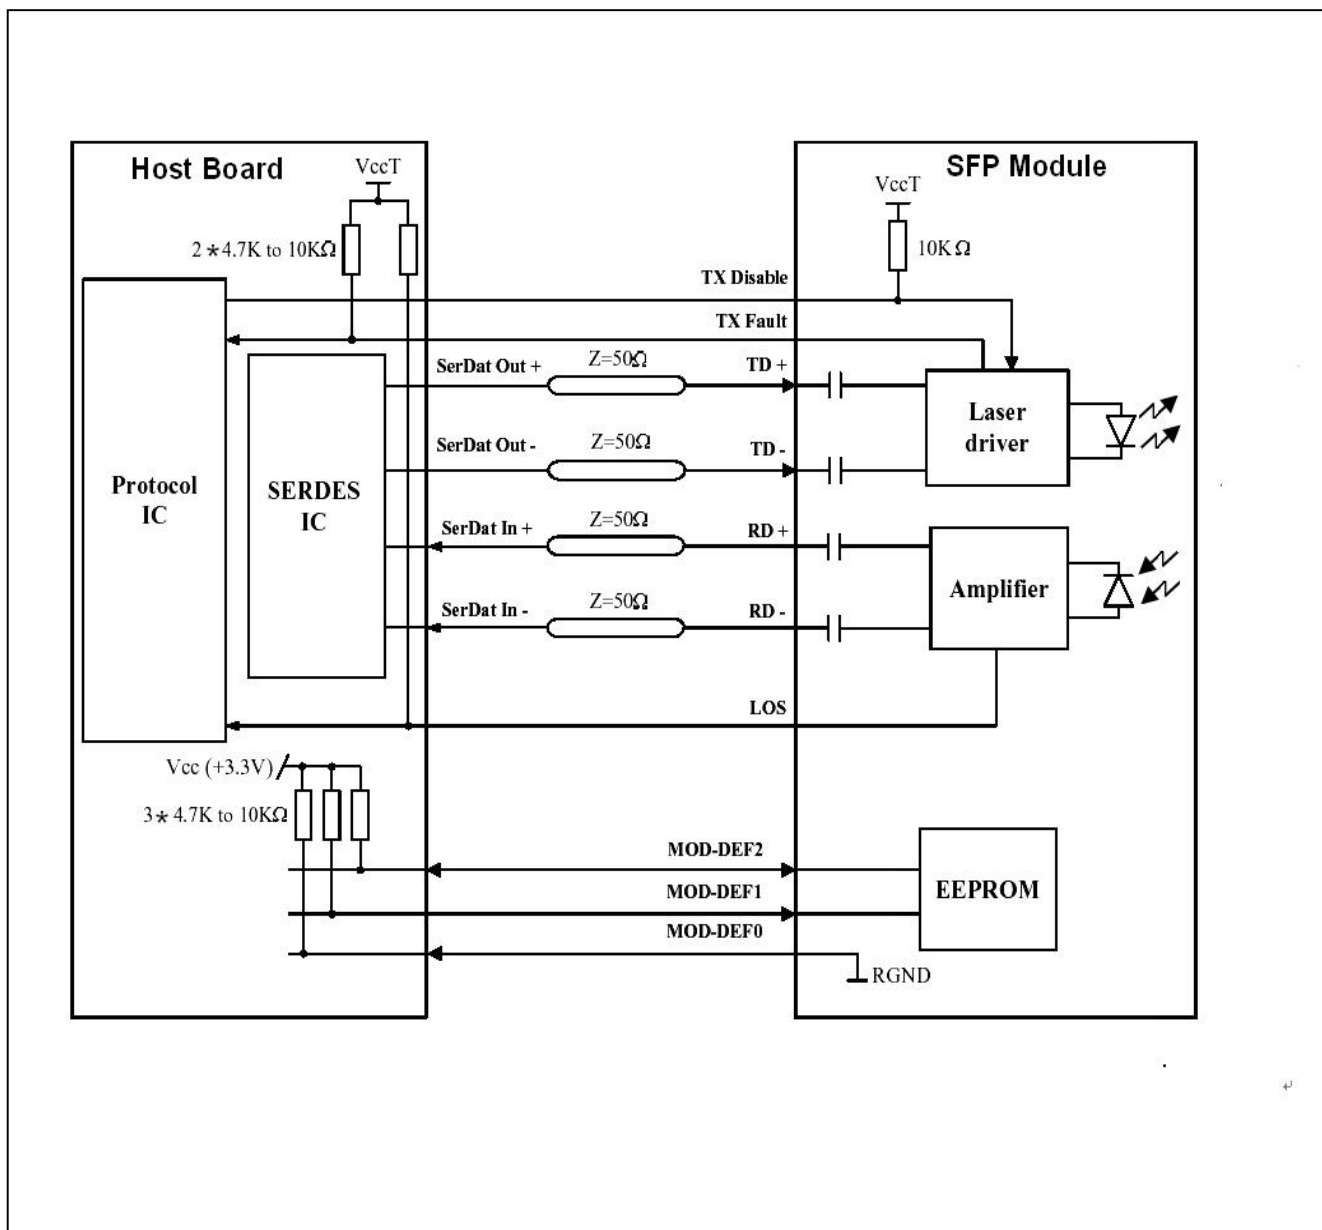 Host Board
SFP Module
VccT
VccT
2*4.7K to 10KΩ
10KΩ
TX Disable
TX Fault
SerDat Out +
Z=50Ω
TD +
Laser
driver
SerDat Out -
Z=50Ω
TD -
Protocol
IC
SERDES
IC
SerDat In +
Z=50Ω
RD +
Amplifier
SerDat In -
Z=50Ω
RD -
LOS
Vcc (+3.3V)
3*4.7K to 10KΩ
MOD-DEF2
EEPROM
MOD-DEF1
MOD-DEF0
RGND